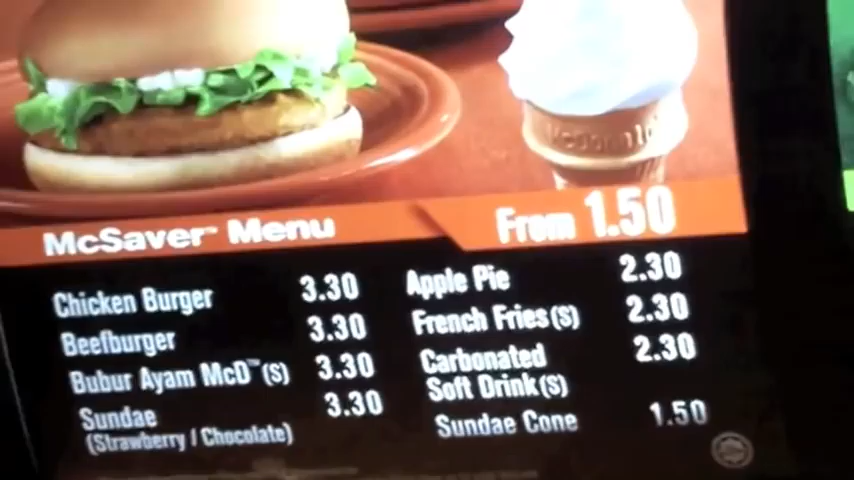 McDonald's
McSaver™ Menu
From 1.50
Chicken Burger 3.30
Beefburger 3.30
Bubur Ayam McD™(S) 3.30
Sundae 3.30
(Strawberry / Chocolate)
Apple Pie 2.30
French Fries(S) 2.30
Carbonated 2.30
Soft Drink(S)
Sundae Cone 1.50